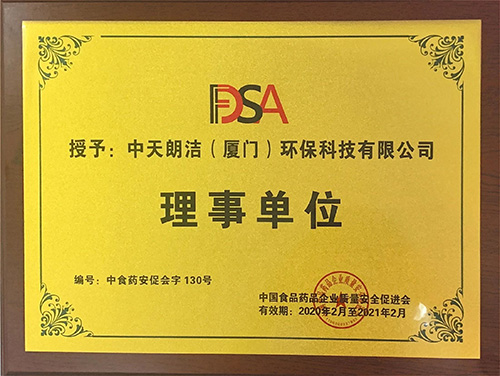 FDSA
授予：中天朗洁（厦门）环保科技有限公司
理事单位
编号：中食药安促会字130号
中国食品药品企业质量安全促进会
有效期：2020年2月至2021年2月